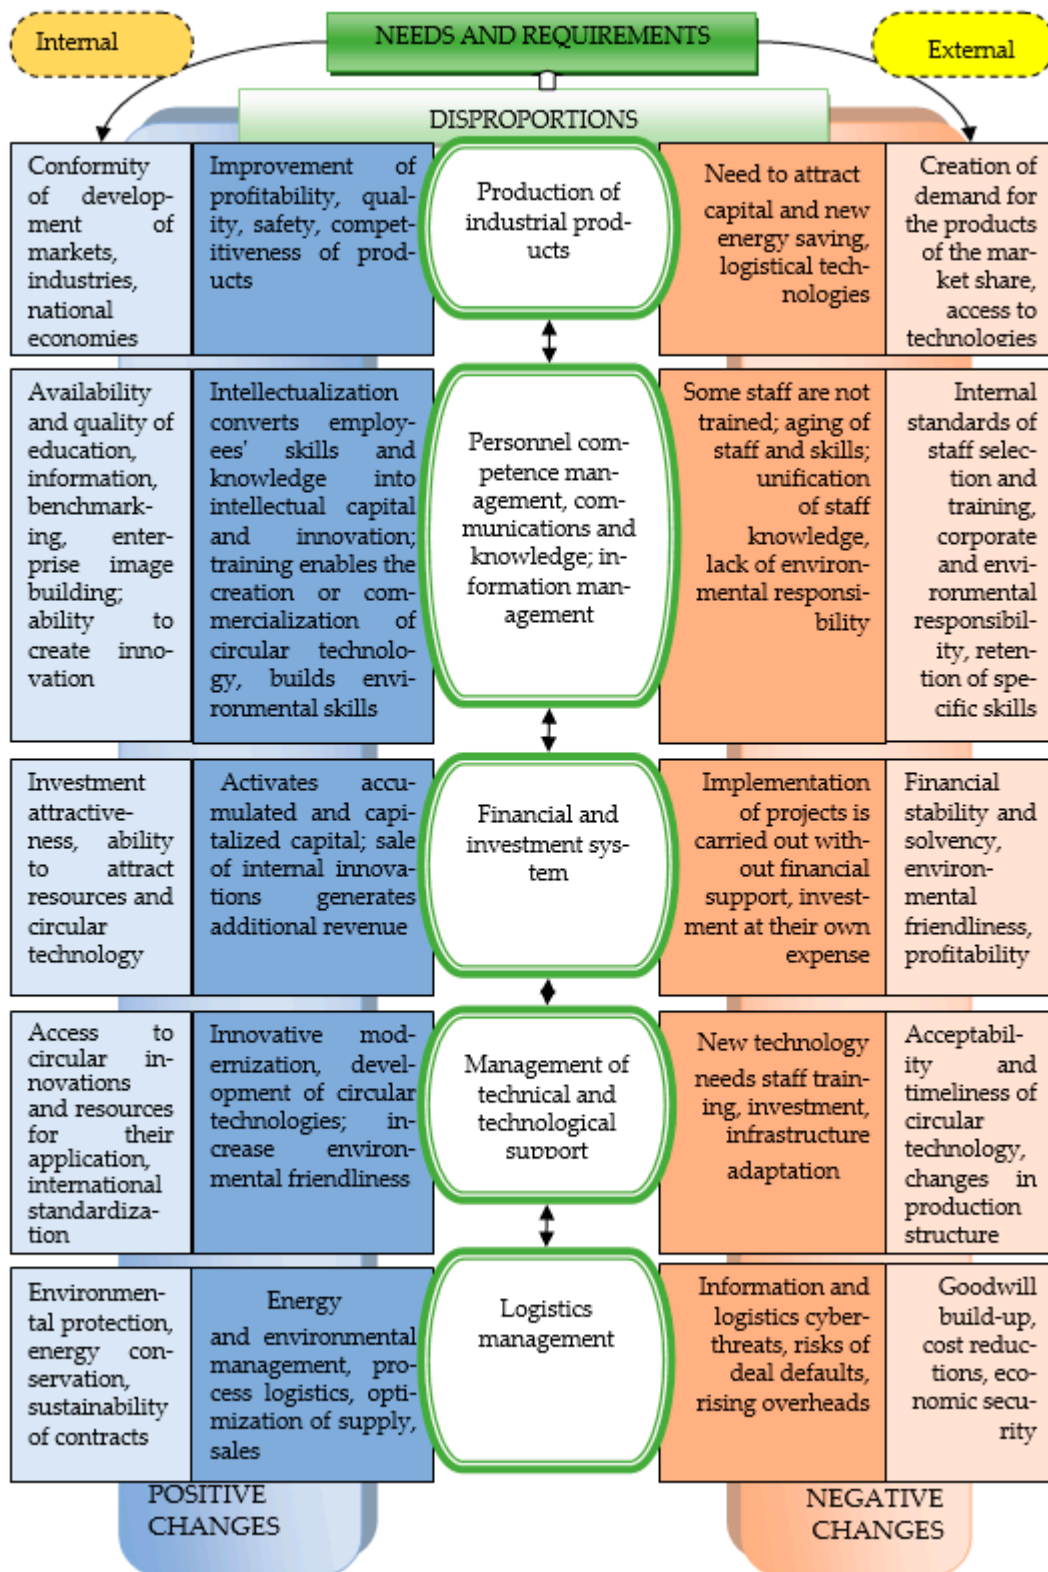 Internal
NEEDS AND REQUIREMENTS
External
DISPROPORTIONS
Conformity
of develop-
ment of
markets,
industries,
national
economies
Improvement of
profitability, qual-
ity, safety, compet-
itiveness of prod-
ucts
Production of
industrial prod-
ucts
Need to attract
capital and new
energy saving,
logistical tech-
nologies
Creation of
demand for
the products
of the mar-
ket share,
access to
technologies
Availability
and quality of
education,
information,
benchmark-
ing, enter-
prise image
building;
ability to
create inno-
vation
Intellectualization
converts employ-
ees' skills and
knowledge into
intellectual capital
and innovation;
training enables the
creation or com-
mercialization of
circular technolo-
gy, builds envi-
ronmental skills
Personnel com-
petence man-
agement, com-
munications and
knowledge; in-
formation man-
agement
Some staff are not
trained; aging of
staff and skills;
unification
of staff
knowledge,
lack of environ-
mental responsi-
bility
Internal
standards of
staff selec-
tion and
training,
corporate
and envi-
ronmental
responsibil-
ity, reten-
tion of spe-
cific skills
Investment
attractive-
ness, ability
to attract
resources and
circular
technology
Activates accu-
mulated and capi-
talized capital; sale
of internal innova-
tions generates
additional revenue
Financial and
investment sys-
tem
Implementation
of projects is
carried out with-
out financial
support, invest-
ment at their own
expense
Financial
stability and
solvency,
environ-
mental
friendliness,
profitability
Access to
circular in-
novations
and resources
for their
application,
international
standardiza-
tion
Innovative mod-
ernization, devel-
opment of circular
technologies; in-
crease environ-
mental friendliness
Management of
technical and
technological
support
New technology
needs staff train-
ing, investment,
infrastructure
adaptation
Acceptabil-
ity and
timeliness of
circular
technology,
changes in
production
structure
Environmen-
tal protection,
energy con-
servation,
sustainability
of contracts
Energy
and environmental
management, pro-
cess logistics, opti-
mization of supply,
sales
Logistics
management
Information and
logistics cyber-
threats, risks of
deal defaults,
rising overheads
Goodwill
build-up,
cost reduc-
tions, eco-
nomic secu-
rity
POSITIVE
CHANGES
NEGATIVE
CHANGES